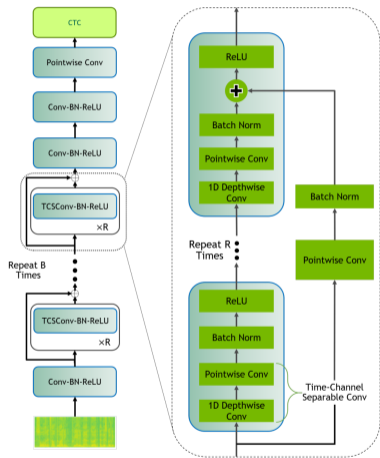 CTC
Pointwise Conv
Conv-BN-ReLU
Conv-BN-ReLU
TCSConv-BN-ReLU
×R
Repeat B
Times
TCSConv-BN-ReLU
×R
Conv-BN-ReLU
ReLU
+
Batch Norm
Pointwise Conv
1D Depthwise
Conv
Repeat R
Times
ReLU
Batch Norm
Pointwise Conv
1D Depthwise
Conv
Batch Norm
Pointwise Conv
Time-Channel
Separable Conv